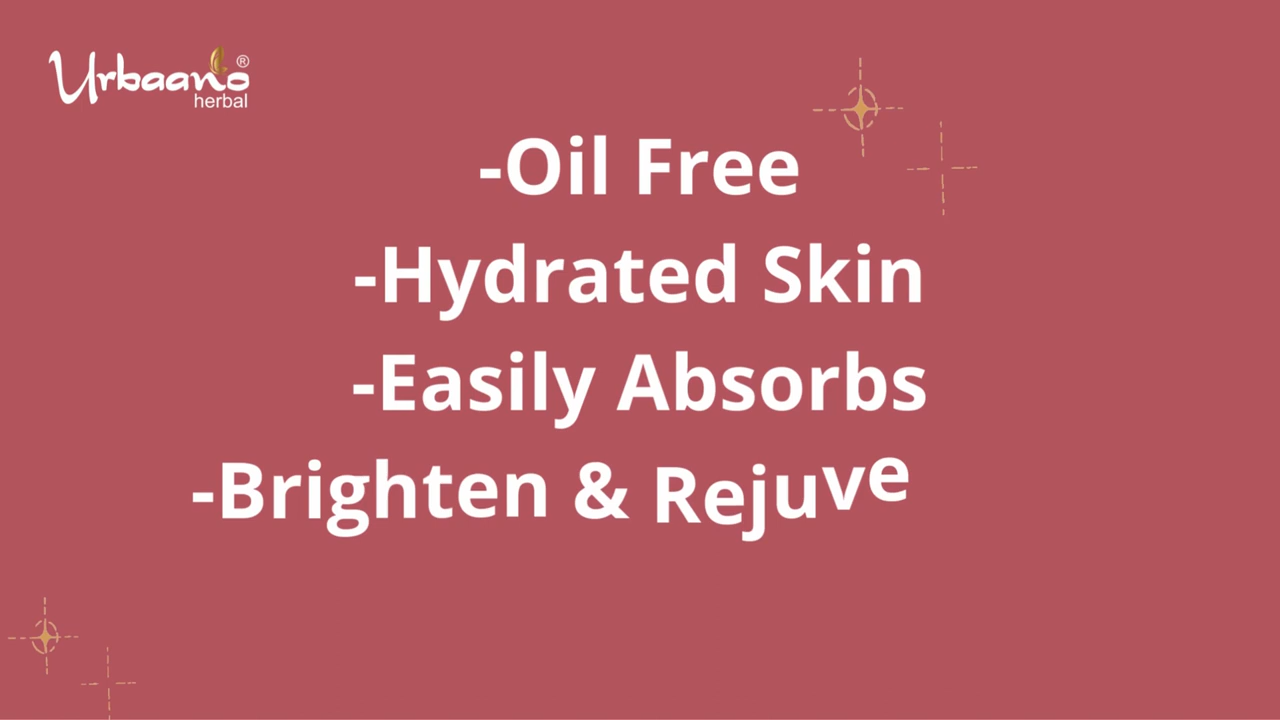 Urbaano®
herbal
-Oil Free
-Hydrated Skin
-Easily Absorbs
-Brighten & Rejuve